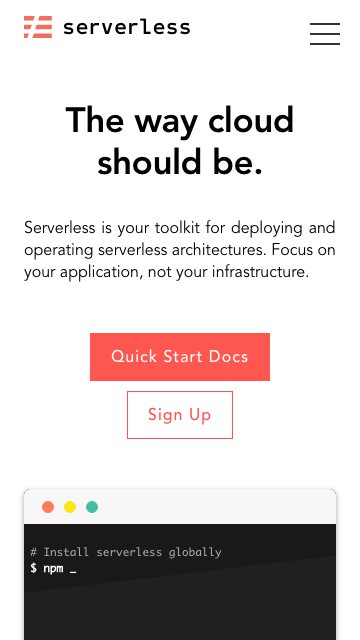 serverless
The way cloud
should be.
Serverless is your toolkit for deploying and
operating serverless architectures. Focus on
your application, not your infrastructure.
Quick Start Docs
Sign Up
# Install serverless globally
$ npm _